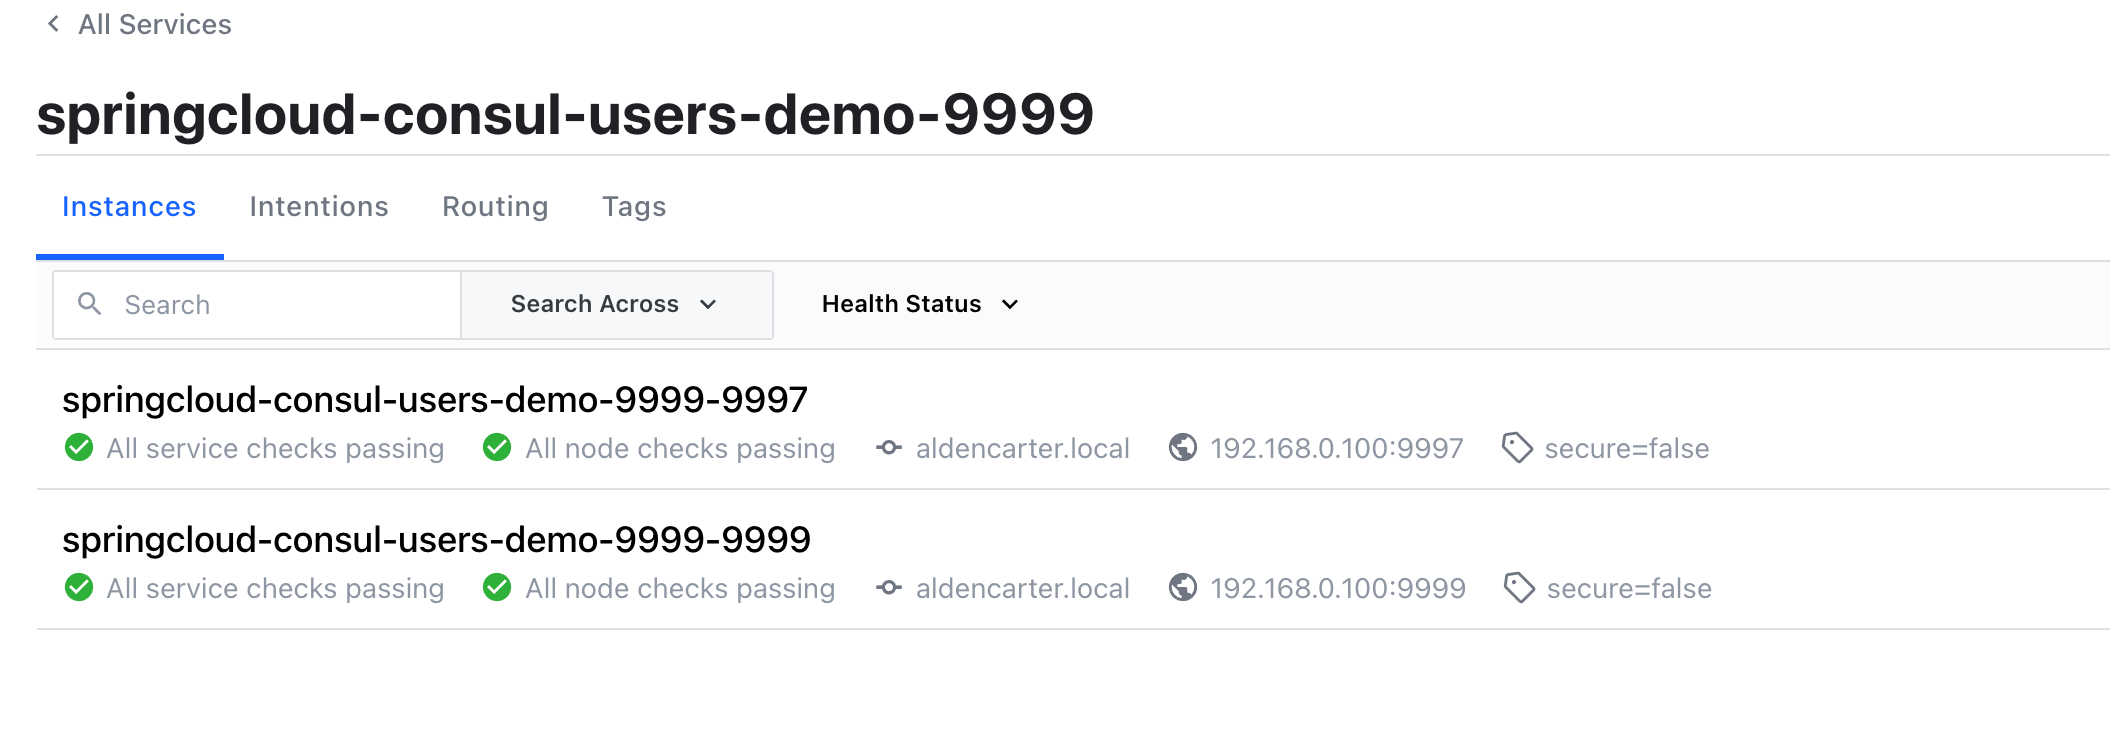 All Services
springcloud-consul-users-demo-9999
Instances Intentions Routing Tags
Search Search Across Health Status
springcloud-consul-users-demo-9999-9997
All service checks passing All node checks passing aldencarter.local 192.168.0.100:9997 secure=false
springcloud-consul-users-demo-9999-9999
All service checks passing All node checks passing aldencarter.local 192.168.0.100:9999 secure=false